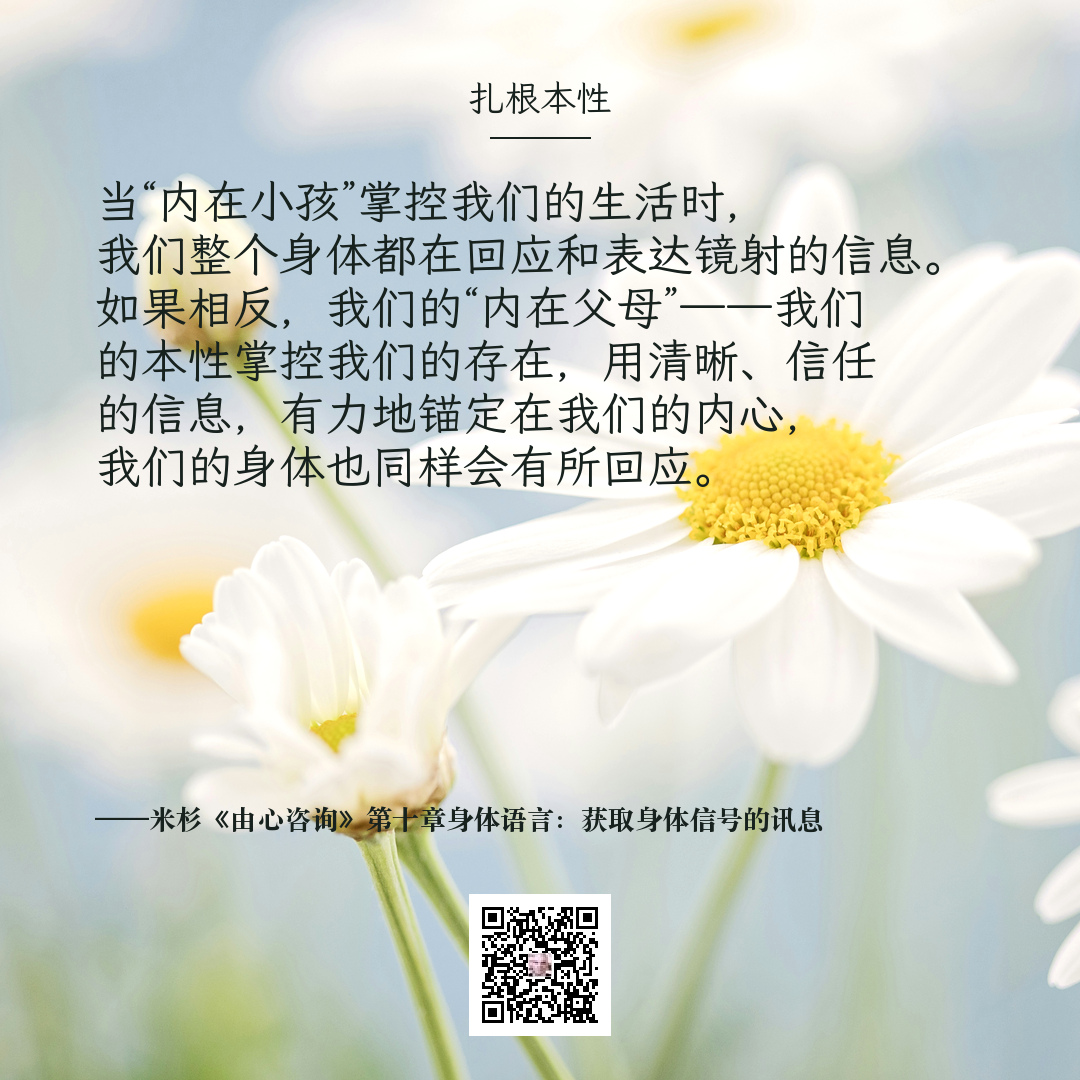 扎根本性
当“内在小孩”掌控我们的生活时，
我们整个身体都在回应和表达镜射的信息。
如果相反，我们的“内在父母”——我们
的本性掌控我们的存在，用清晰、信任
的信息，有力地锚定在我们的内心，
我们的身体也同样会有所回应。
——米杉《由心咨询》第十章身体语言：获取身体信号的讯息